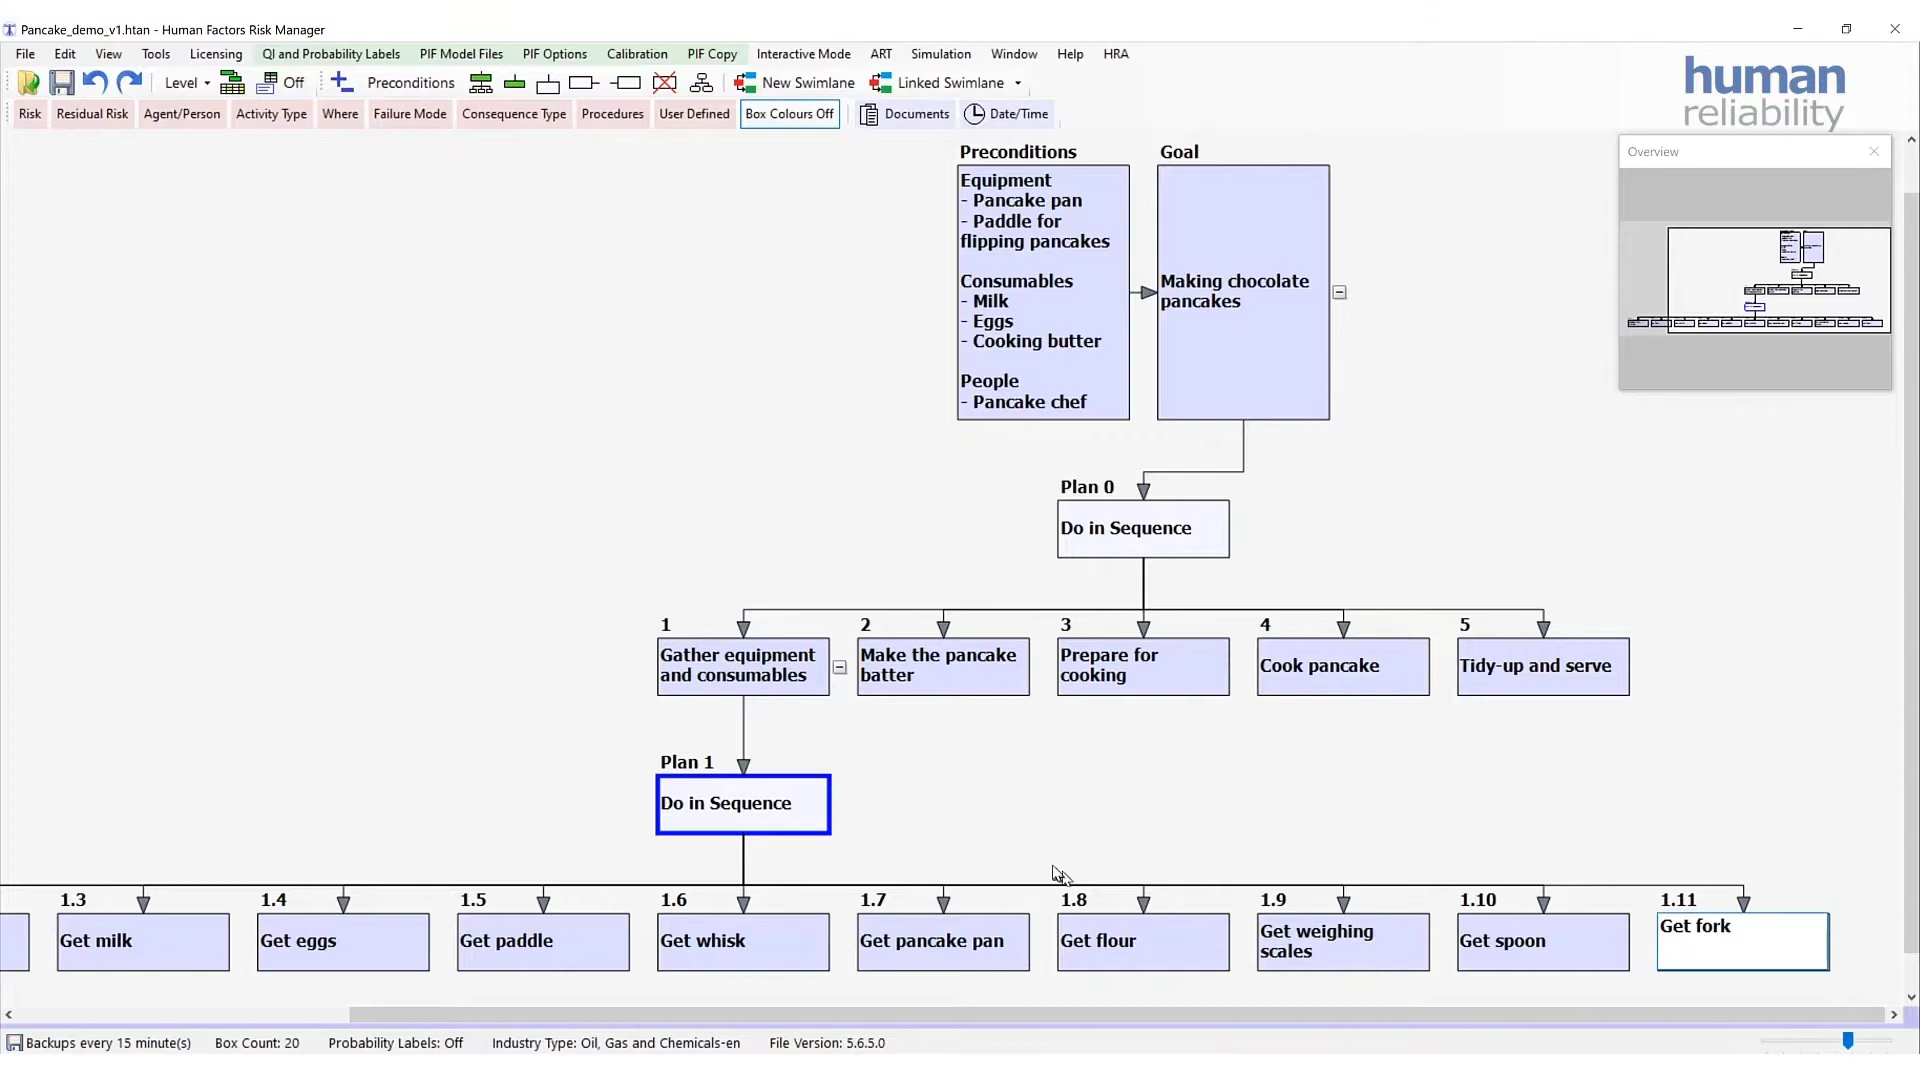 Pancake_demo_v1.htan - Human Factors Risk Manager
File Edit View Tools Licensing QI and Probability Labels PIF Model Files PIF Options Calibration PIF Copy Interactive Mode ART Simulation Window Help HRA
Level Off Preconditions New Swimlane Linked Swimlane
Risk Residual Risk Agent/Person Activity Type Where Failure Mode Consequence Type Procedures User Defined Box Colours Off Documents Date/Time
human
reliability
Overview
Preconditions
Equipment
- Pancake pan
- Paddle for
flipping pancakes
Consumables
- Milk
- Eggs
- Cooking butter
People
- Pancake chef
Goal
Making chocolate
pancakes
Plan 0
Do in Sequence
1
Gather equipment
and consumables
2
Make the pancake
batter
3
Prepare for
cooking
4
Cook pancake
5
Tidy-up and serve
Plan 1
Do in Sequence
1.3
Get milk
1.4
Get eggs
1.5
Get paddle
1.6
Get whisk
1.7
Get pancake pan
1.8
Get flour
1.9
Get weighing
scales
1.10
Get spoon
1.11
Get fork
Backups every 15 minute(s) Box Count: 20 Probability Labels: Off Industry Type: Oil, Gas and Chemicals-en File Version: 5.6.5.0